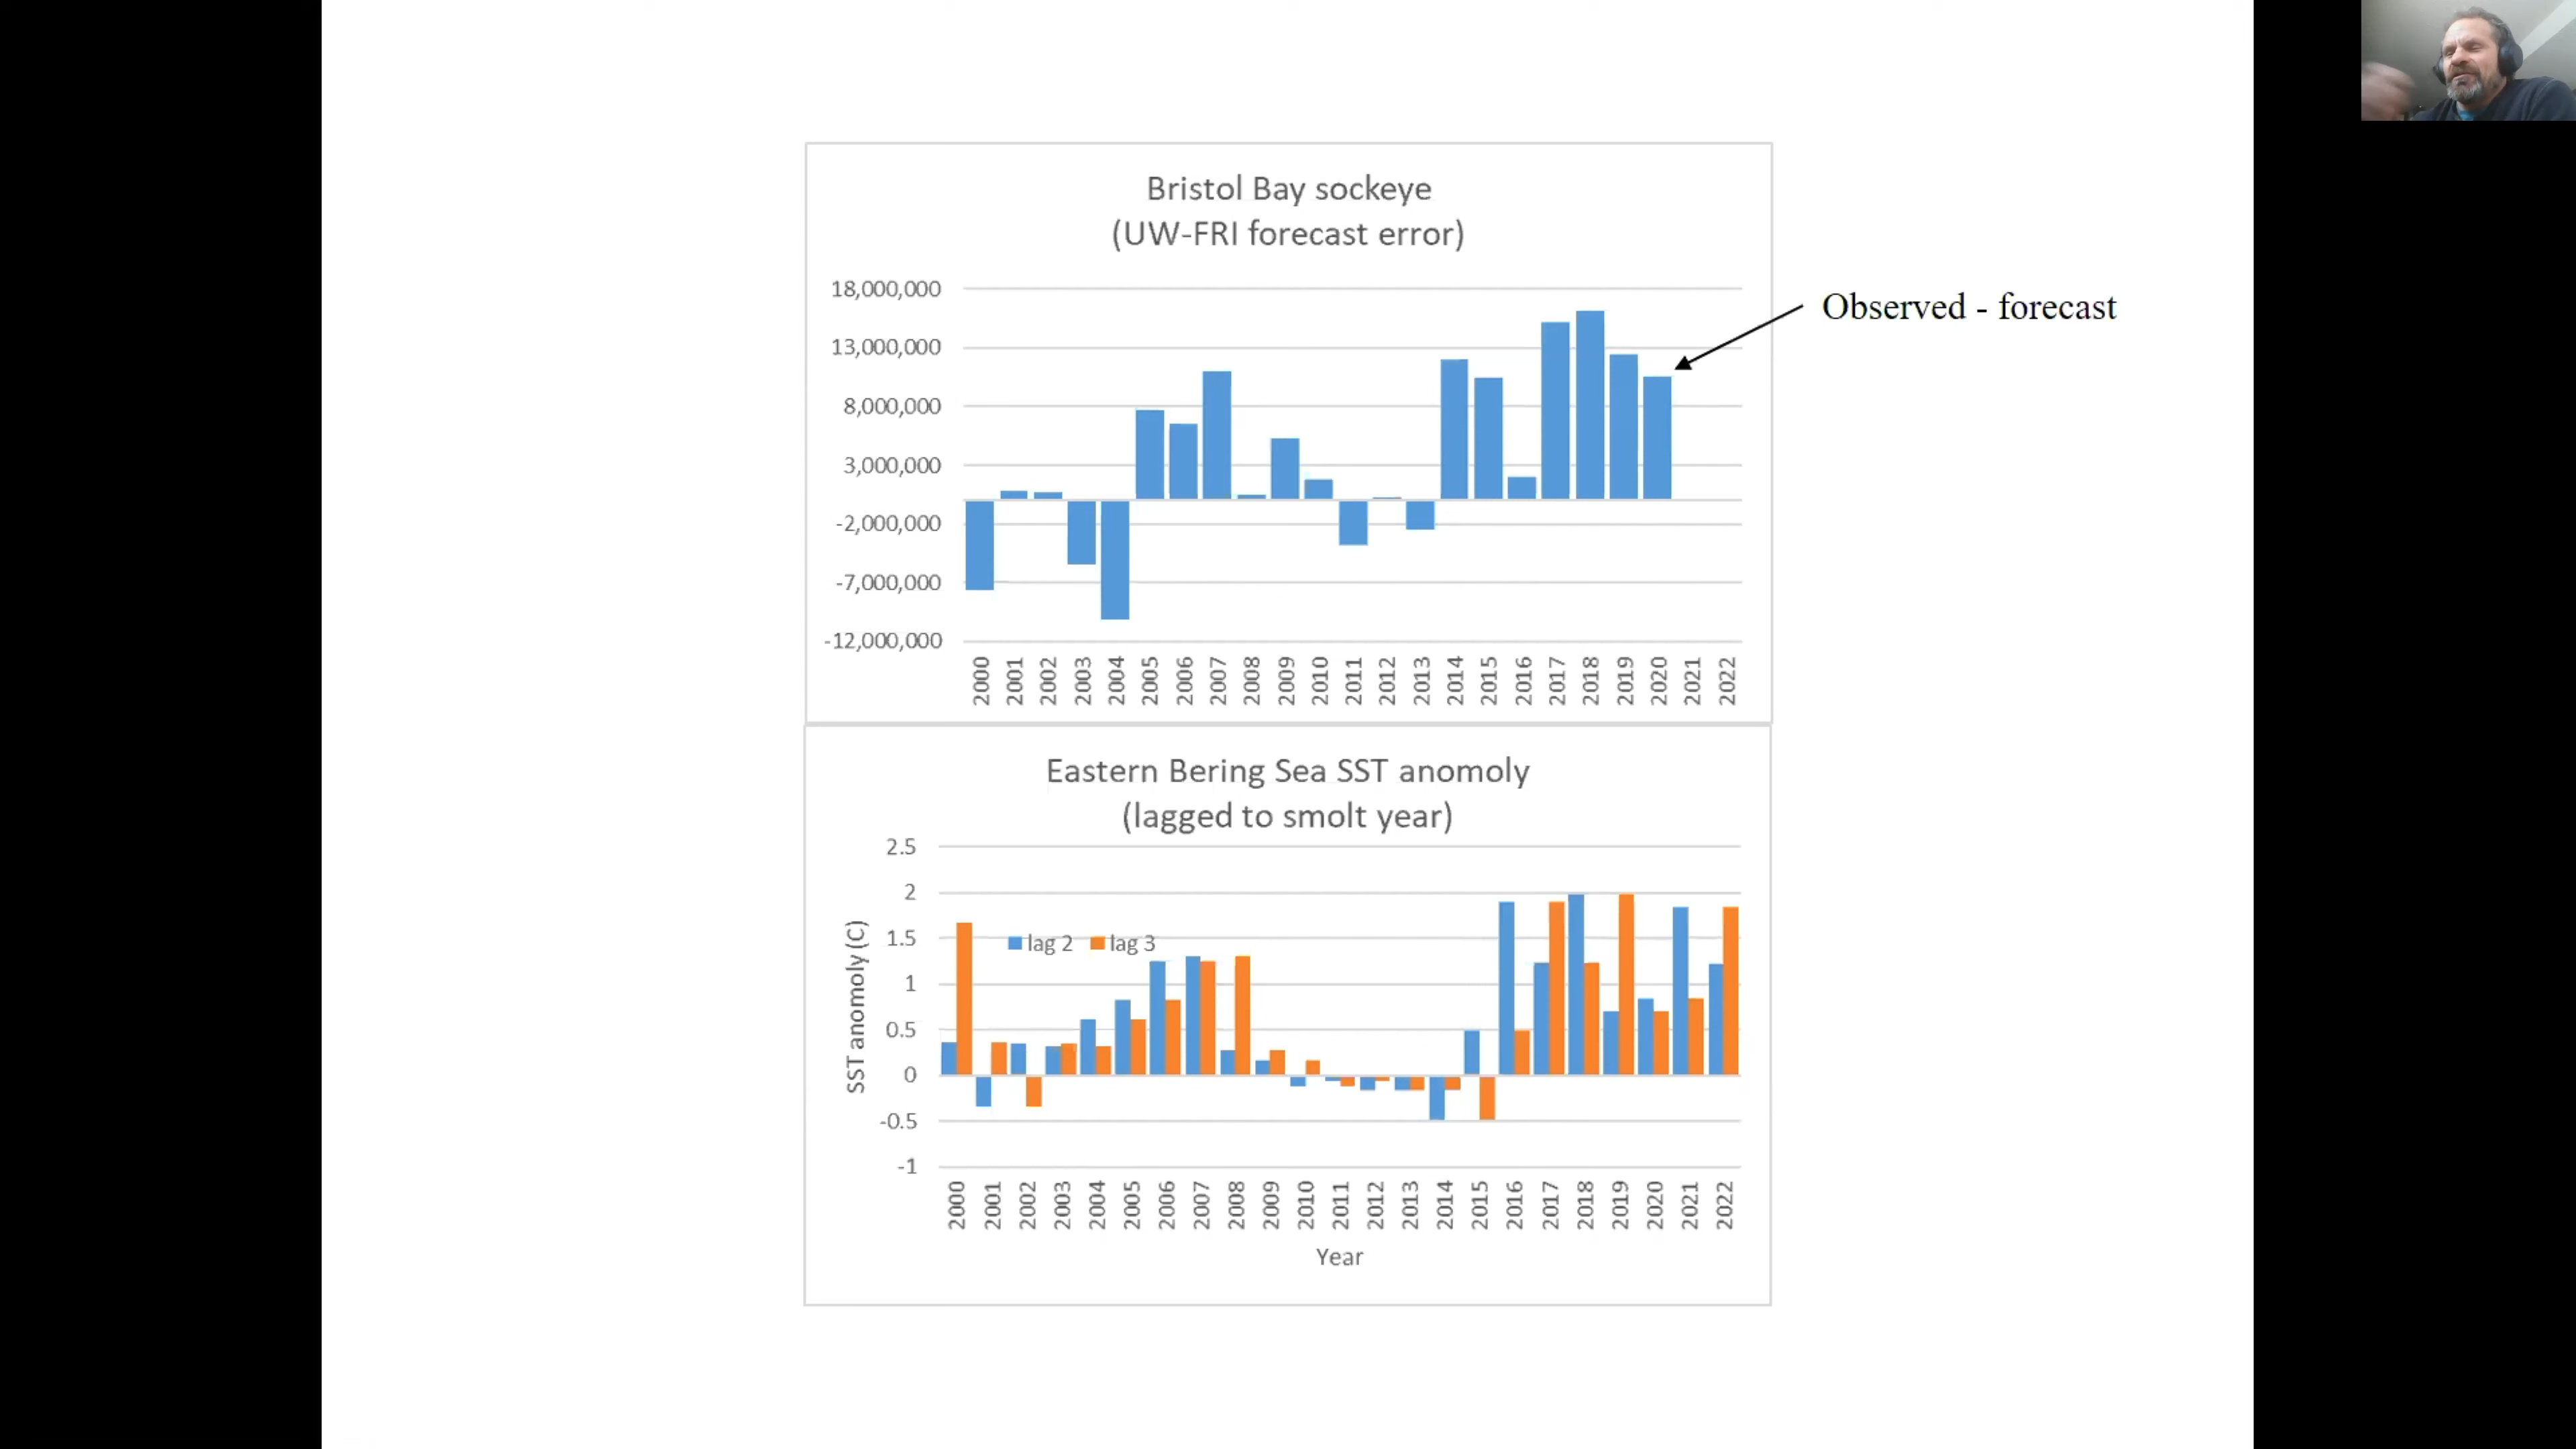 Bristol Bay sockeye
(UW-FRI forecast error)
18,000,000
13,000,000
8,000,000
3,000,000
-2,000,000
-7,000,000
-12,000,000
2000 2001 2002 2003 2004 2005 2006 2007 2008 2009 2010 2011 2012 2013 2014 2015 2016 2017 2018 2019 2020 2021 2022
Observed - forecast
Eastern Bering Sea SST anomoly
(lagged to smolt year)
SST anomoly (C)
2.5
2
1.5
1
0.5
0
-0.5
-1
lag 2 lag 3
2000 2001 2002 2003 2004 2005 2006 2007 2008 2009 2010 2011 2012 2013 2014 2015 2016 2017 2018 2019 2020 2021 2022
Year